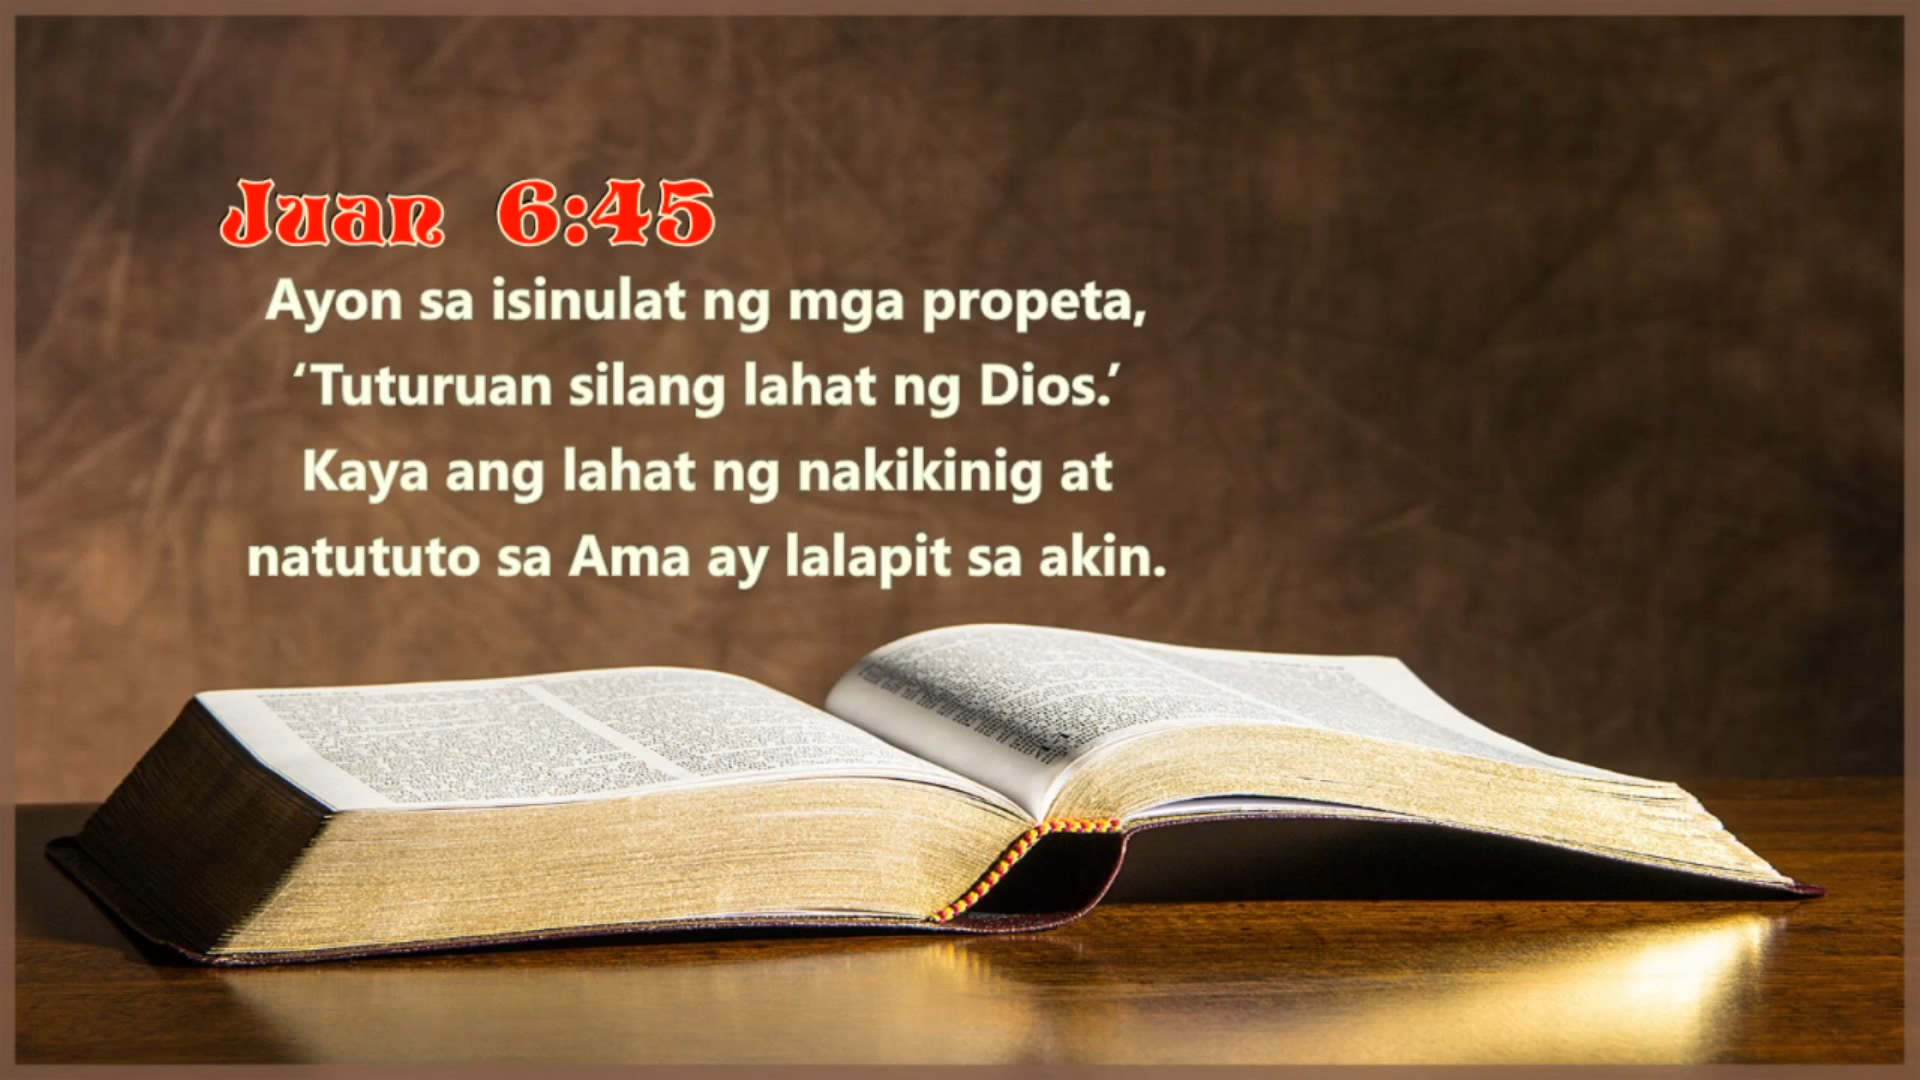 Juan 6:45
Ayon sa isinulat ng mga propeta,
‘Tuturuan silang lahat ng Dios.’
Kaya ang lahat ng nakikinig at
natututo sa Ama ay lalapit sa akin.